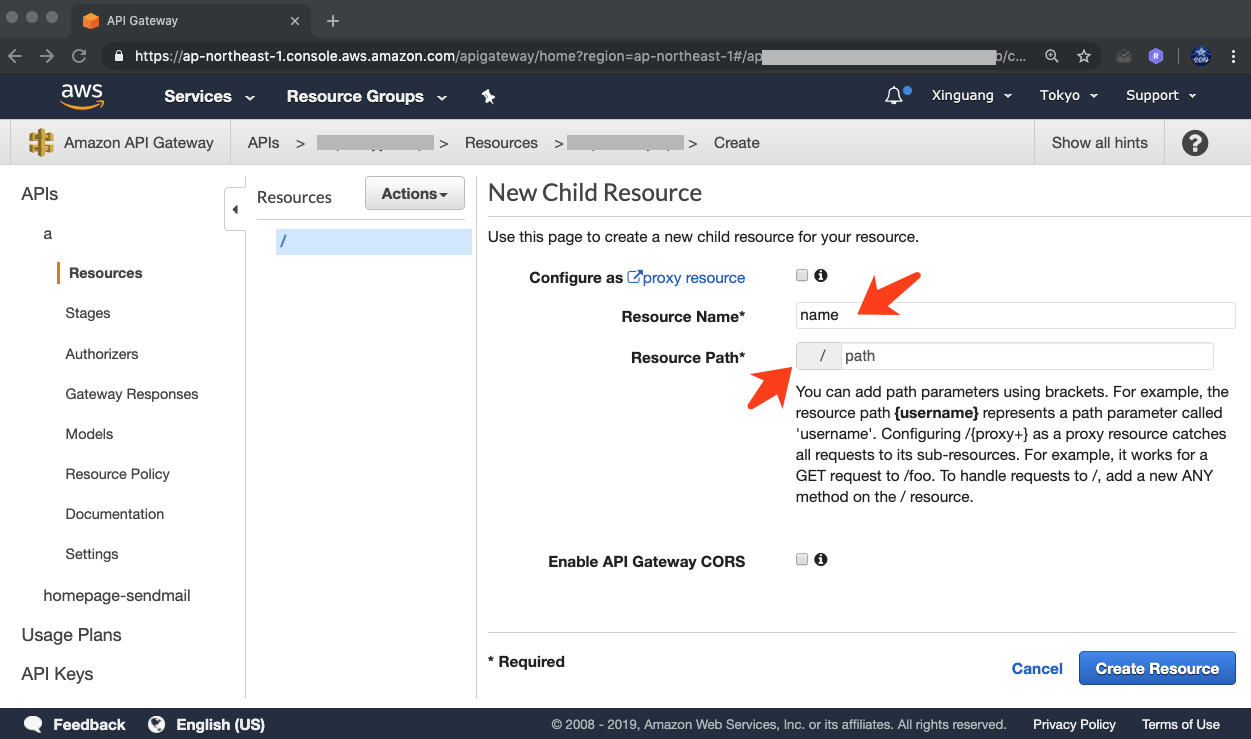 API Gateway
https://ap-northeast-1.console.aws.amazon.com/apigateway/home?region=ap-northeast-1#/ap /c...
aws Services Resource Groups Xinguang Tokyo Support
Amazon API Gateway APIs > > Resources > > Create Show all hints ?
APIs
a
Resources
Stages
Authorizers
Gateway Responses
Models
Resource Policy
Documentation
Settings
homepage-sendmail
Usage Plans
API Keys
Resources Actions
/
New Child Resource
Use this page to create a new child resource for your resource.
Configure as proxy resource
Resource Name* name
Resource Path* / path
You can add path parameters using brackets. For example, the
resource path {username} represents a path parameter called
'username'. Configuring /{proxy+} as a proxy resource catches
all requests to its sub-resources. For example, it works for a
GET request to /foo. To handle requests to /, add a new ANY
method on the / resource.
Enable API Gateway CORS
* Required
Cancel Create Resource
Feedback English (US) © 2008 - 2019, Amazon Web Services, Inc. or its affiliates. All rights reserved. Privacy Policy Terms of Use